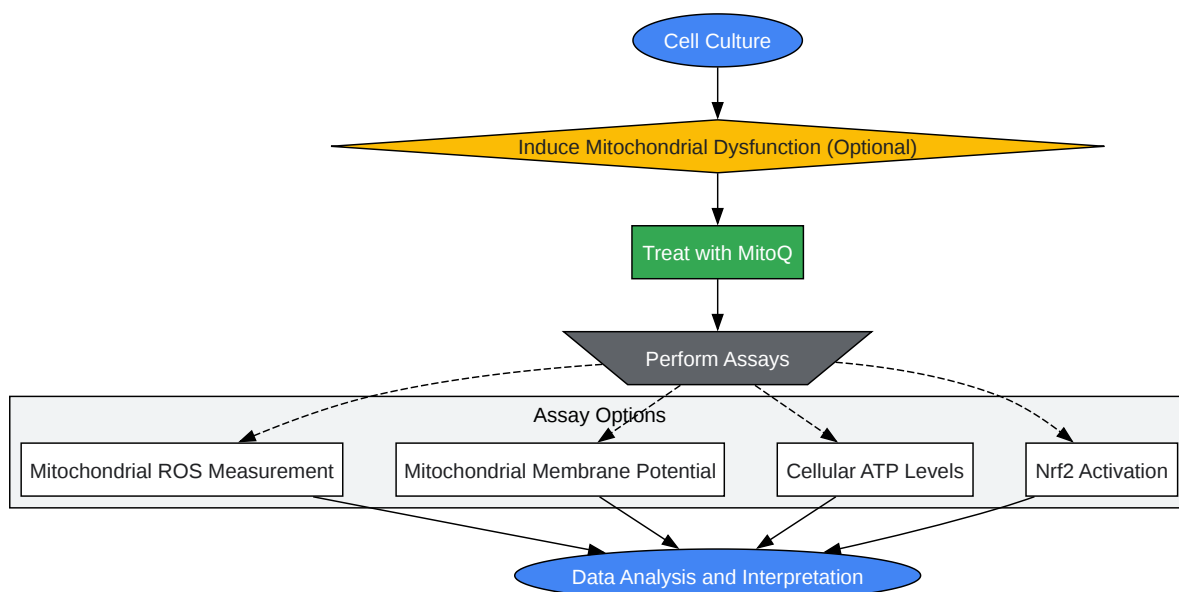 Cell Culture
Induce Mitochondrial Dysfunction (Optional)
Treat with MitoQ
Perform Assays
Assay Options
Mitochondrial ROS Measurement
Mitochondrial Membrane Potential
Cellular ATP Levels
Nrf2 Activation
Data Analysis and Interpretation